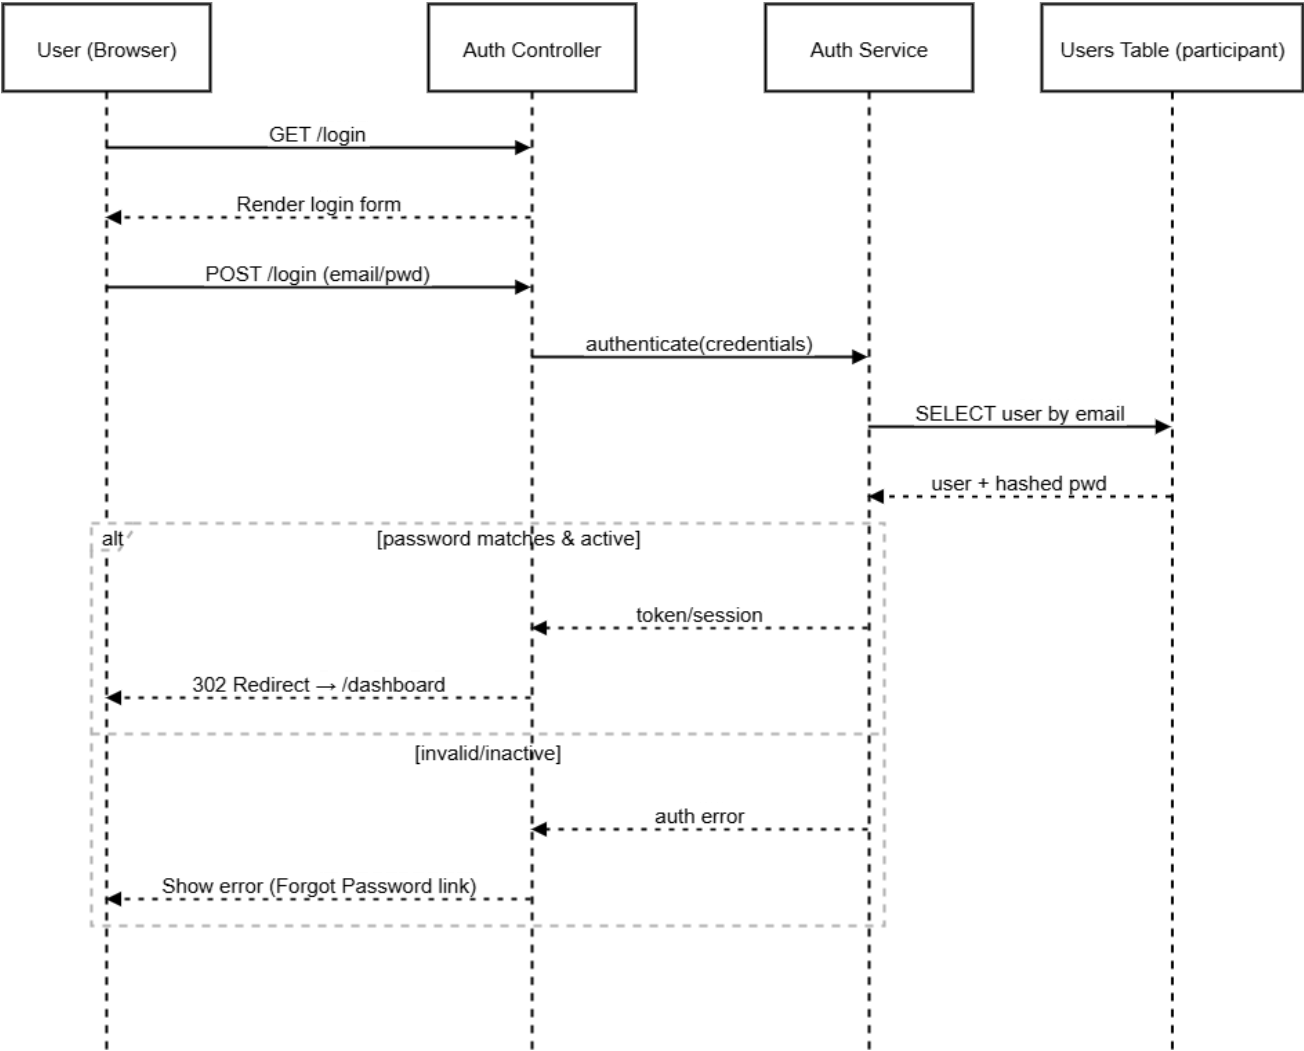 User (Browser)
Auth Controller
Auth Service
Users Table (participant)
GET /login
Render login form
POST /login (email/pwd)
authenticate(credentials)
SELECT user by email
user + hashed pwd
alt
[password matches & active]
token/session
302 Redirect → /dashboard
[invalid/inactive]
auth error
Show error (Forgot Password link)